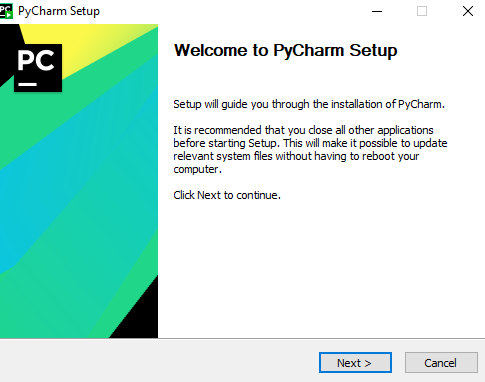 PC PyCharm Setup
PC
Welcome to PyCharm Setup
Setup will guide you through the installation of PyCharm.
It is recommended that you close all other applications
before starting Setup. This will make it possible to update
relevant system files without having to reboot your
computer.
Click Next to continue.
Next >
Cancel